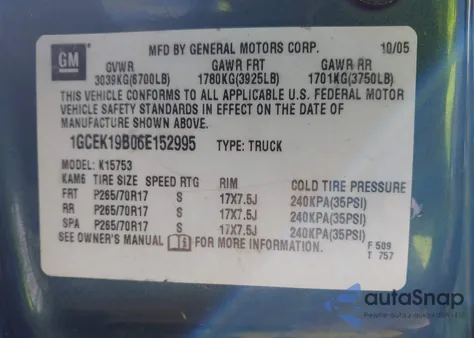 GM
MFD BY GENERAL MOTORS CORP. 10/05
GVWR GAWR FRT GAWR RR
3039KG(6700LB) 1780KG(3925LB) 1701KG(3750LB)
THIS VEHICLE CONFORMS TO ALL APPLICABLE U.S. FEDERAL MOTOR
VEHICLE SAFETY STANDARDS IN EFFECT ON THE DATE OF
MANUFACTURE SHOWN ABOVE.
1GCEK19B06E152995 TYPE: TRUCK
MODEL: K15753
KAM6 TIRE SIZE SPEED RTG RIM COLD TIRE PRESSURE
FRT P265/70R17 S 17X7.5J 240KPA(35PSI)
RR P265/70R17 S 17X7.5J 240KPA(35PSI)
SPA P265/70R17 S 17X7.5J 240KPA(35PSI)
SEE OWNER'S MANUAL FOR MORE INFORMATION.
F 509
T 757
autaSnap